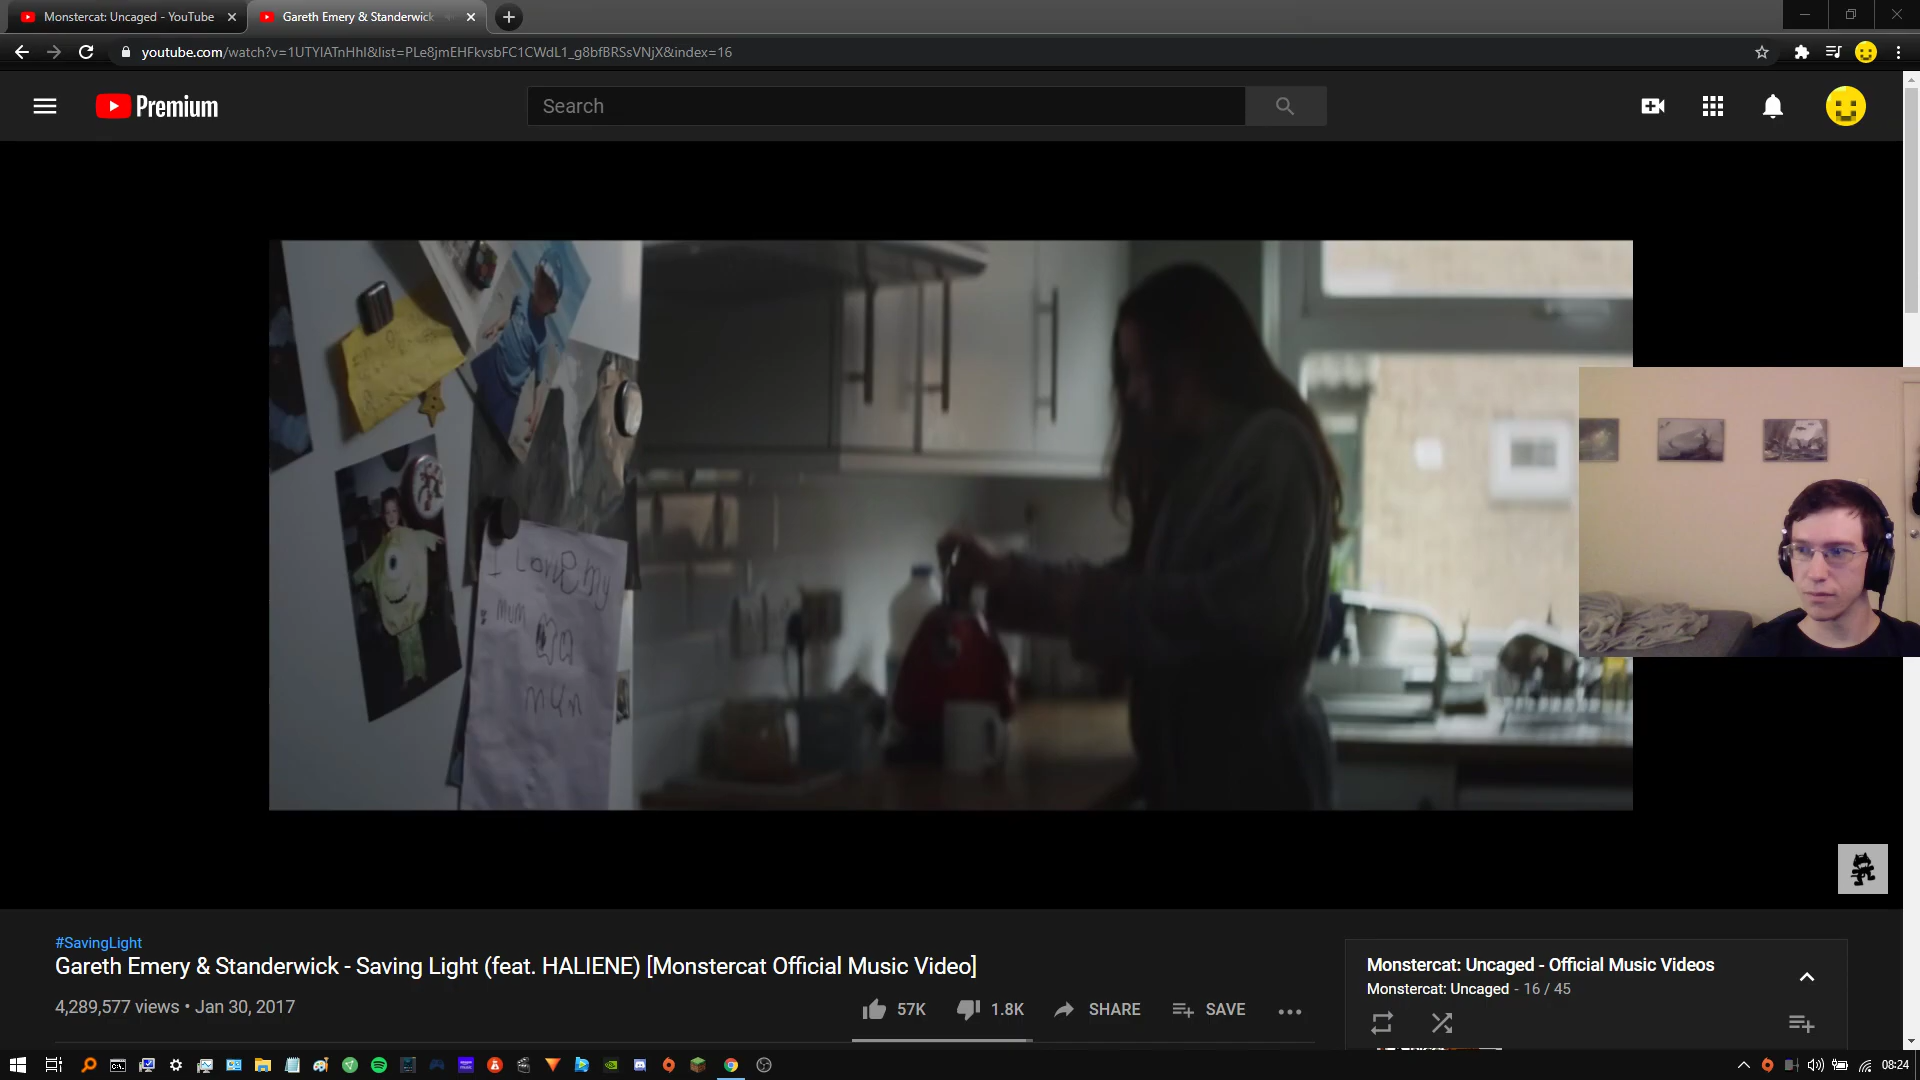 Monstercat: Uncaged - YouTube
Gareth Emery & Standerwick
youtube.com/watch?v=1UTYlATnHhI&list=PLe8jmEHFkvsbFC1CWdL1_g8bfBRSsVNjX&index=16
Premium
Search
I Love my
mum
mum
#SavingLight
Gareth Emery & Standerwick - Saving Light (feat. HALIENE) [Monstercat Official Music Video]
4,289,577 views • Jan 30, 2017
57K
1.8K
SHARE
SAVE
Monstercat: Uncaged - Official Music Videos
Monstercat: Uncaged - 16 / 45
08:24